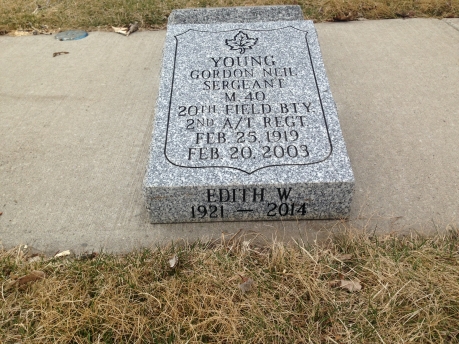 YOUNG
GORDON NEIL
SERGEANT
M 40
20TH FIELD BTY
2ND A/T REGT
FEB. 25, 1919
FEB. 20, 2003
EDITH W.
1921 — 2014